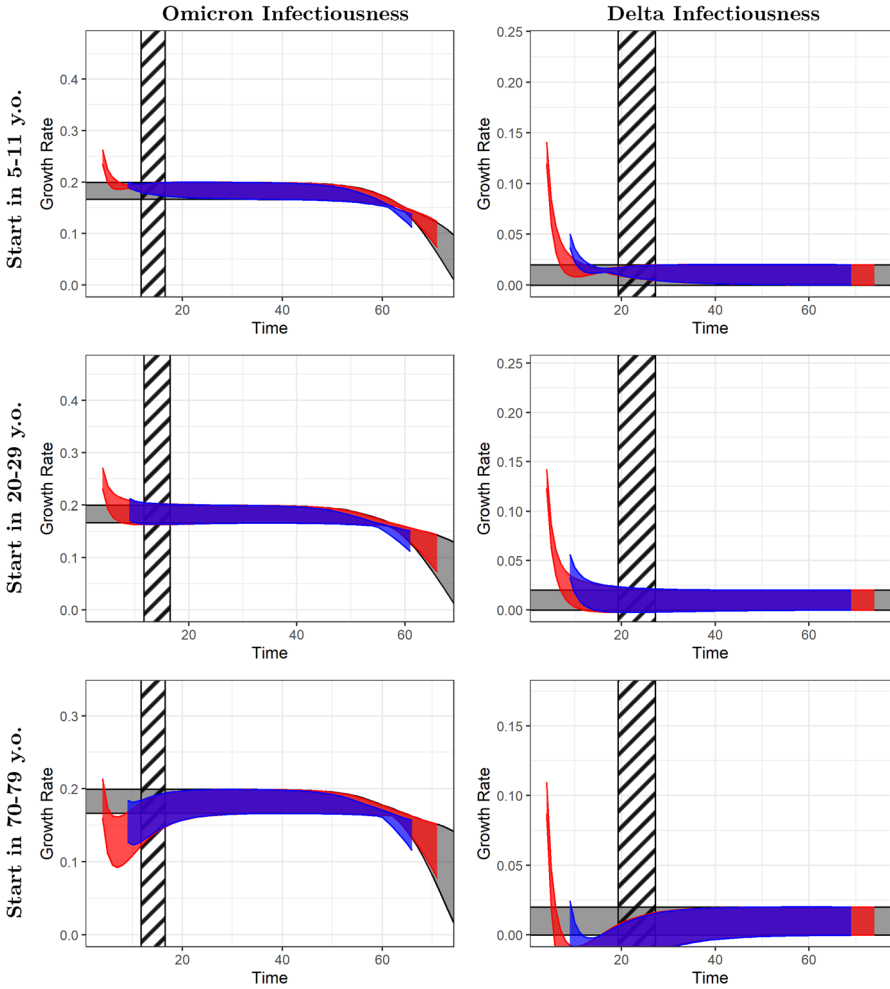 Omicron Infectiousness
Delta Infectiousness
Start in 5-11 y.o.
Growth Rate
0.4
0.3
0.2
0.1
0.0
20
40
60
Time
Growth Rate
0.25
0.20
0.15
0.10
0.05
0.00
20
40
60
Time
Start in 20-29 y.o.
Growth Rate
0.4
0.3
0.2
0.1
0.0
20
40
60
Time
Growth Rate
0.25
0.20
0.15
0.10
0.05
0.00
20
40
60
Time
Start in 70-79 y.o.
Growth Rate
0.3
0.2
0.1
0.0
20
40
60
Time
Growth Rate
0.15
0.10
0.05
0.00
20
40
60
Time